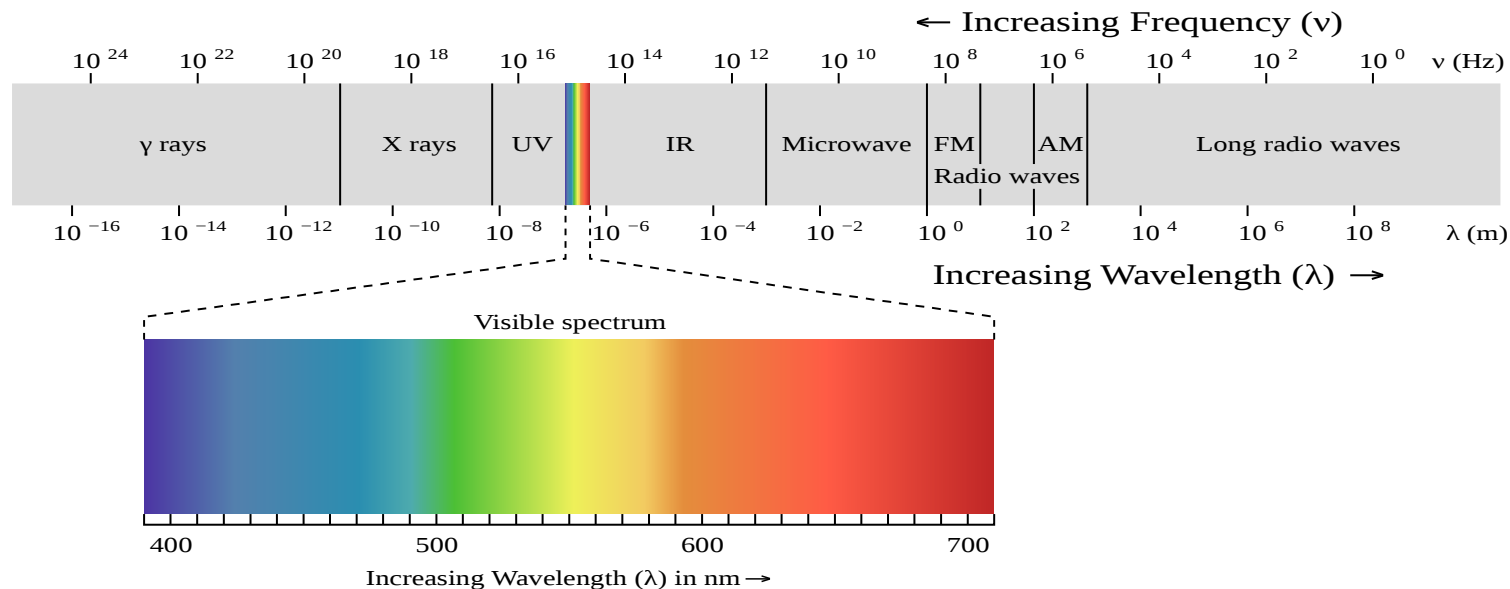 ← Increasing Frequency (ν)
10 24 10 22 10 20 10 18 10 16 10 14 10 12 10 10 10 8 10 6 10 4 10 2 10 0 ν (Hz)
γ rays X rays UV IR Microwave FM AM Long radio waves
Radio waves
10 −16 10 −14 10 −12 10 −10 10 −8 10 −6 10 −4 10 −2 10 0 10 2 10 4 10 6 10 8 λ (m)
Increasing Wavelength (λ) →
Visible spectrum
400 500 600 700
Increasing Wavelength (λ) in nm →